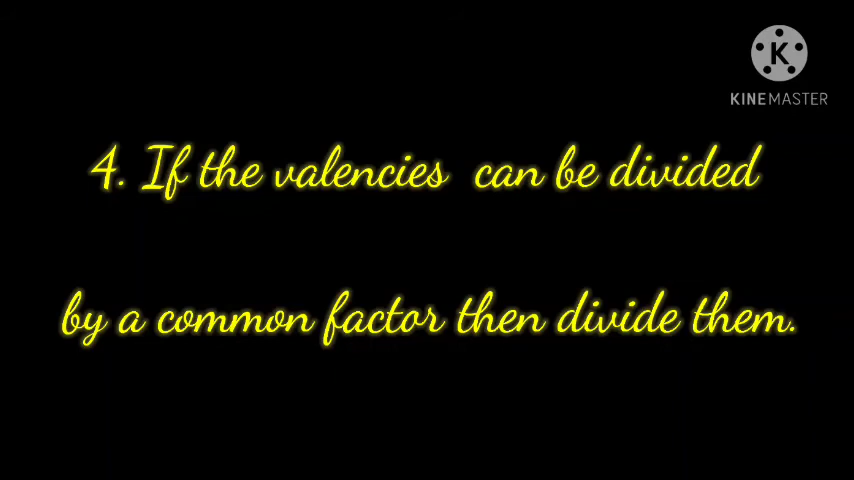 K
KINEMASTER
4. If the valencies can be divided
by a common factor then divide them.